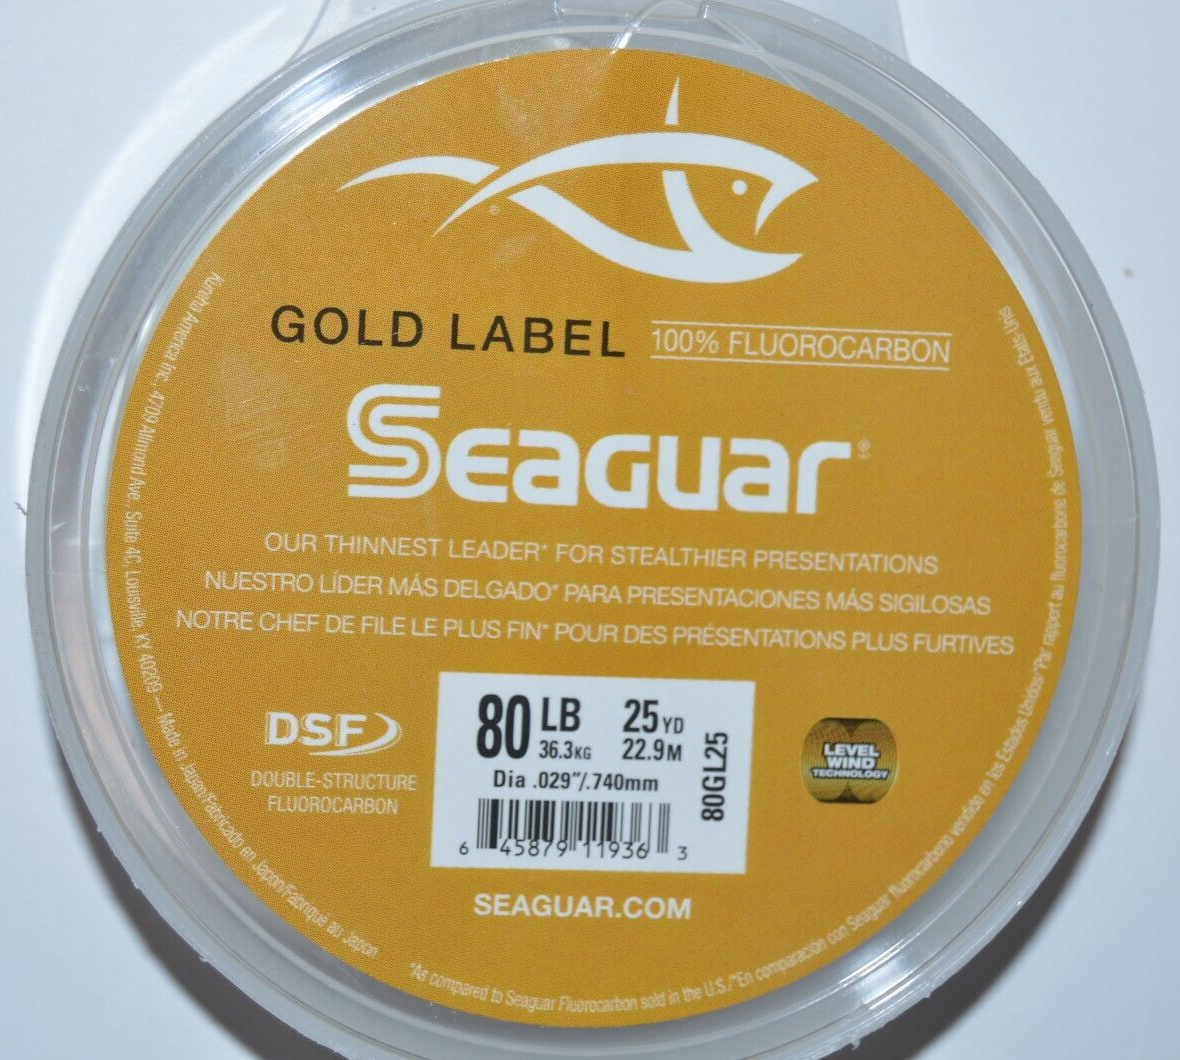 GOLD LABEL 100% FLUOROCARBON
SEAGUAR®
OUR THINNEST LEADER* FOR STEALTHIER PRESENTATIONS
NUESTRO LÍDER MÁS DELGADO* PARA PRESENTACIONES MÁS SIGILOSAS
NOTRE CHEF DE FILE LE PLUS FIN* POUR DES PRÉSENTATIONS PLUS FURTIVES
DSF
DOUBLE-STRUCTURE
FLUOROCARBON
80 LB 25 YD
36.3KG 22.9M
Dia .029"/.740mm
80GL25
6 45879 11936 3
LEVEL
WIND
TECHNOLOGY
SEAGUAR.COM
Kureha America Inc., 4709 Allmond Ave. Suite 4C, Louisville, KY 40209 — Made in Japan/Fabricado en Japón/Fabriqué au Japon
*As compared to Seaguar Fluorocarbon sold in the U.S./*En comparación con Seaguar fluorocarbono vendido en los Estados Unidos/*Par rapport au fluorocarbone de Seaguar vendu aux États-Unis